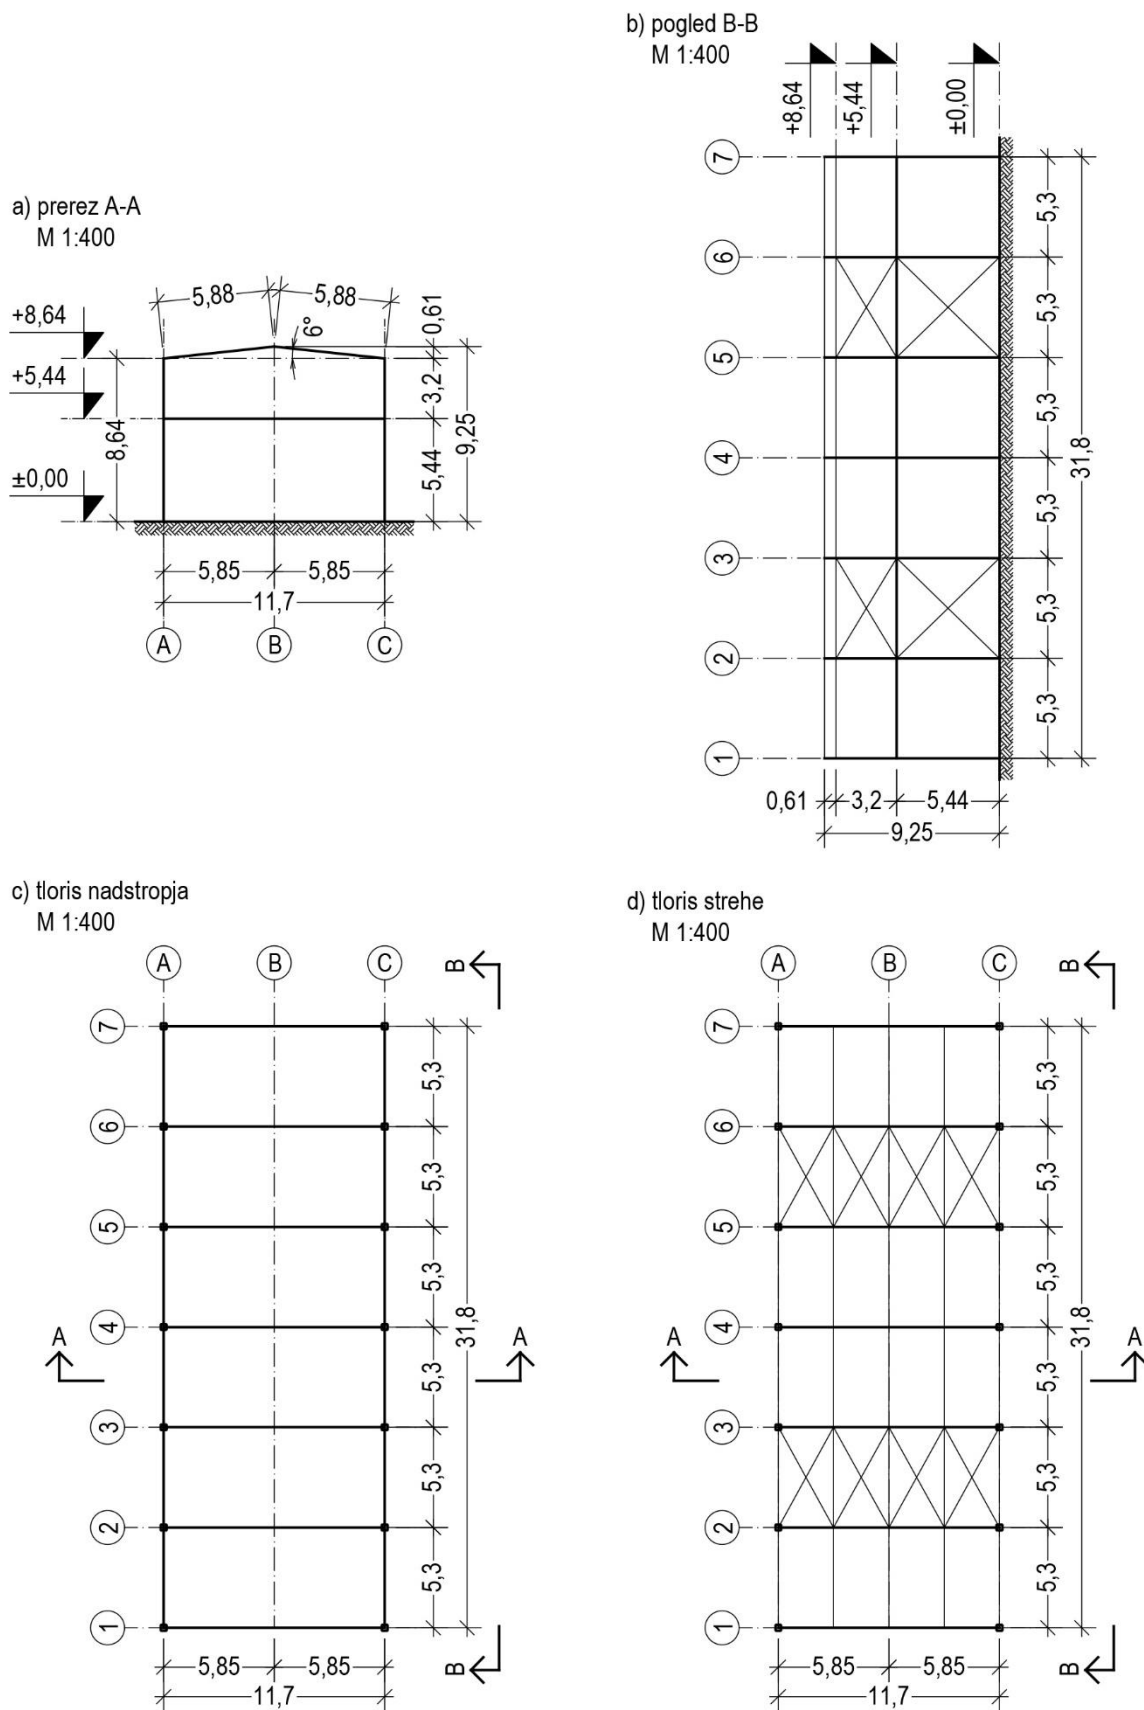 a) prerez A-A
M 1:400
5,88
5,88
0,61
6°
+8,64
+5,44
±0,00
8,64
3,2
5,44
9,25
5,85
5,85
11,7
A
B
C
b) pogled B-B
M 1:400
+8,64
+5,44
±0,00
7
6
5
4
3
2
1
5,3
5,3
5,3
5,3
5,3
5,3
31,8
0,61
3,2
5,44
9,25
c) tloris nadstropja
M 1:400
A
B
C
B
7
6
5
4
3
2
1
5,3
5,3
5,3
5,3
5,3
5,3
31,8
A
A
5,85
5,85
B
11,7
d) tloris strehe
M 1:400
A
B
C
B
7
6
5
4
3
2
1
5,3
5,3
5,3
5,3
5,3
5,3
31,8
A
A
5,85
5,85
B
11,7